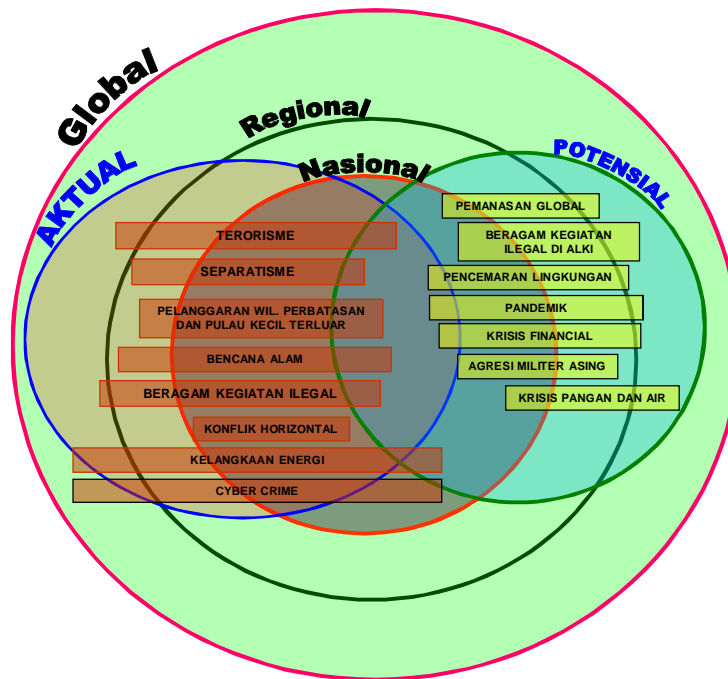 Global
Regional
Nasional
AKTUAL
POTENSIAL
TERORISME
SEPARATISME
PELANGGARAN WIL. PERBATASAN
DAN PULAU KECIL TERLUAR
BENCANA ALAM
BERAGAM KEGIATAN ILEGAL
KONFLIK HORIZONTAL
KELANGKAAN ENERGI
CYBER CRIME
PEMANASAN GLOBAL
BERAGAM KEGIATAN
ILEGAL DI ALKI
PENCEMARAN LINGKUNGAN
PANDEMIK
KRISIS FINANCIAL
AGRESI MILITER ASING
KRISIS PANGAN DAN AIR